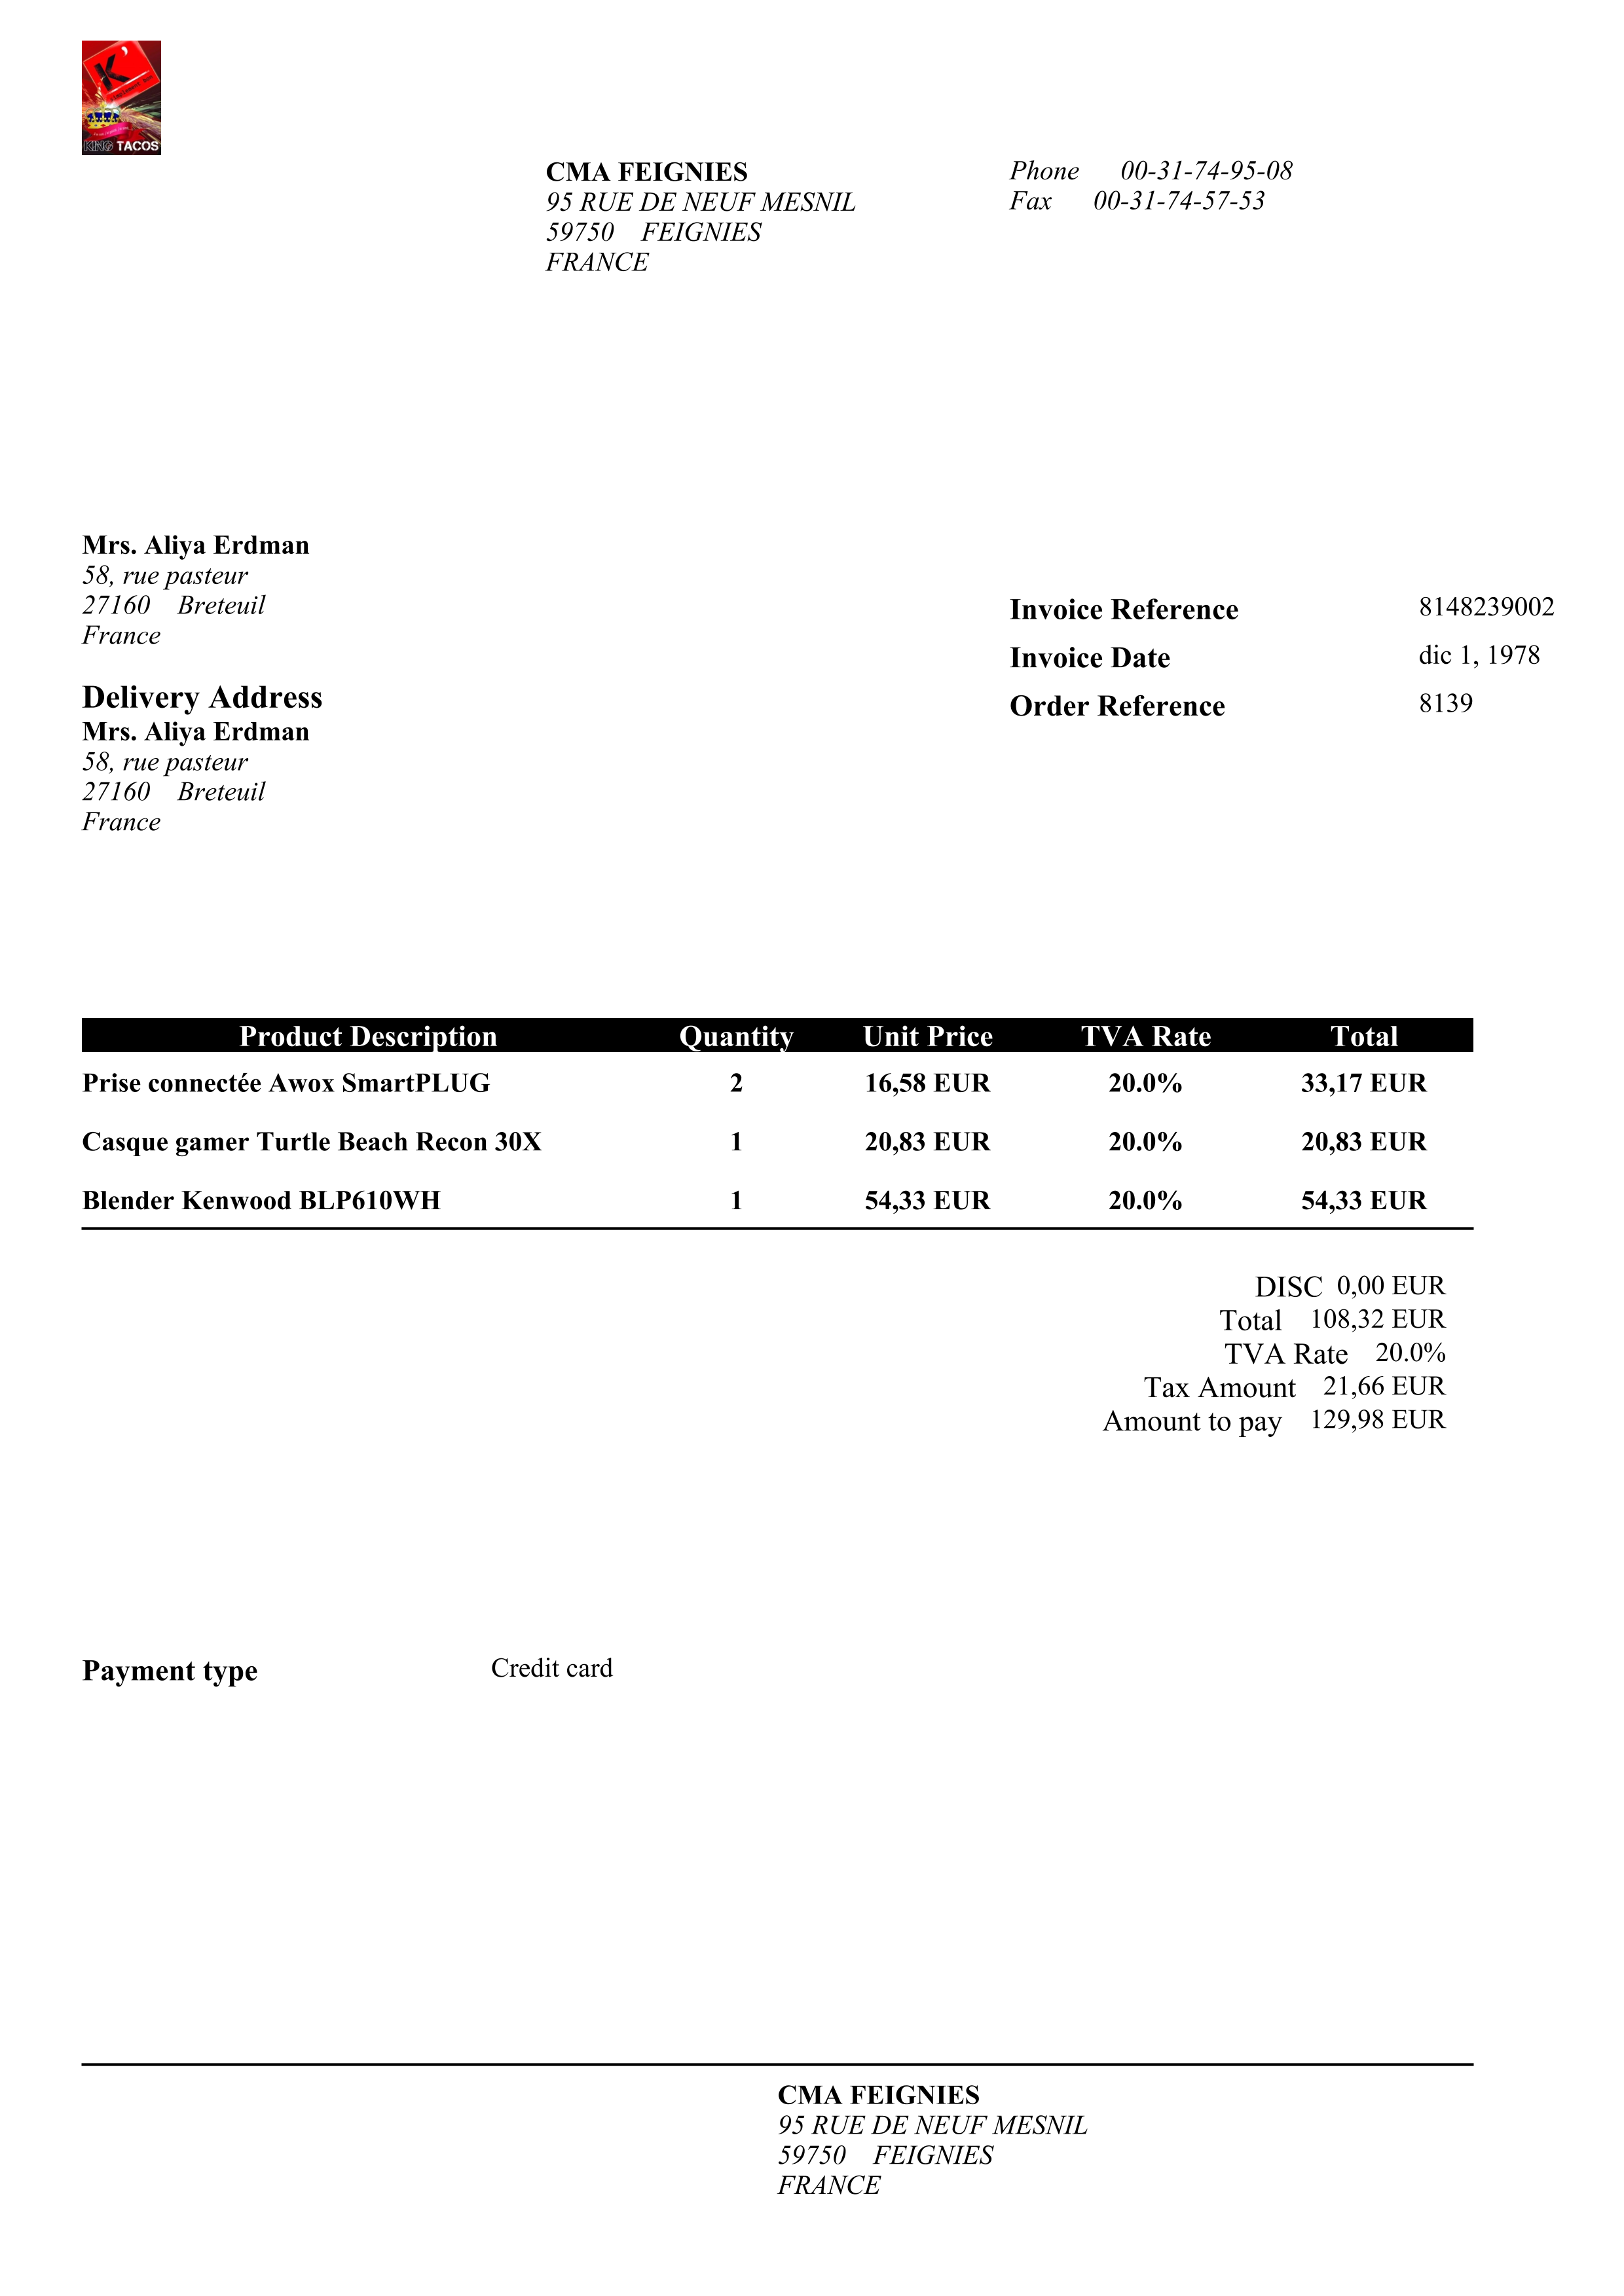 K'
KING TACOS
CMA FEIGNIES
95 RUE DE NEUF MESNIL
59750 FEIGNIES
FRANCE
Phone 00-31-74-95-08
Fax 00-31-74-57-53
Mrs. Aliya Erdman
58, rue pasteur
27160 Breteuil
France
Delivery Address
Mrs. Aliya Erdman
58, rue pasteur
27160 Breteuil
France
Invoice Reference 8148239002
Invoice Date dic 1, 1978
Order Reference 8139
Product Description Quantity Unit Price TVA Rate Total
Prise connectée Awox SmartPLUG 2 16,58 EUR 20.0% 33,17 EUR
Casque gamer Turtle Beach Recon 30X 1 20,83 EUR 20.0% 20,83 EUR
Blender Kenwood BLP610WH 1 54,33 EUR 20.0% 54,33 EUR
DISC 0,00 EUR
Total 108,32 EUR
TVA Rate 20.0%
Tax Amount 21,66 EUR
Amount to pay 129,98 EUR
Payment type Credit card
CMA FEIGNIES
95 RUE DE NEUF MESNIL
59750 FEIGNIES
FRANCE